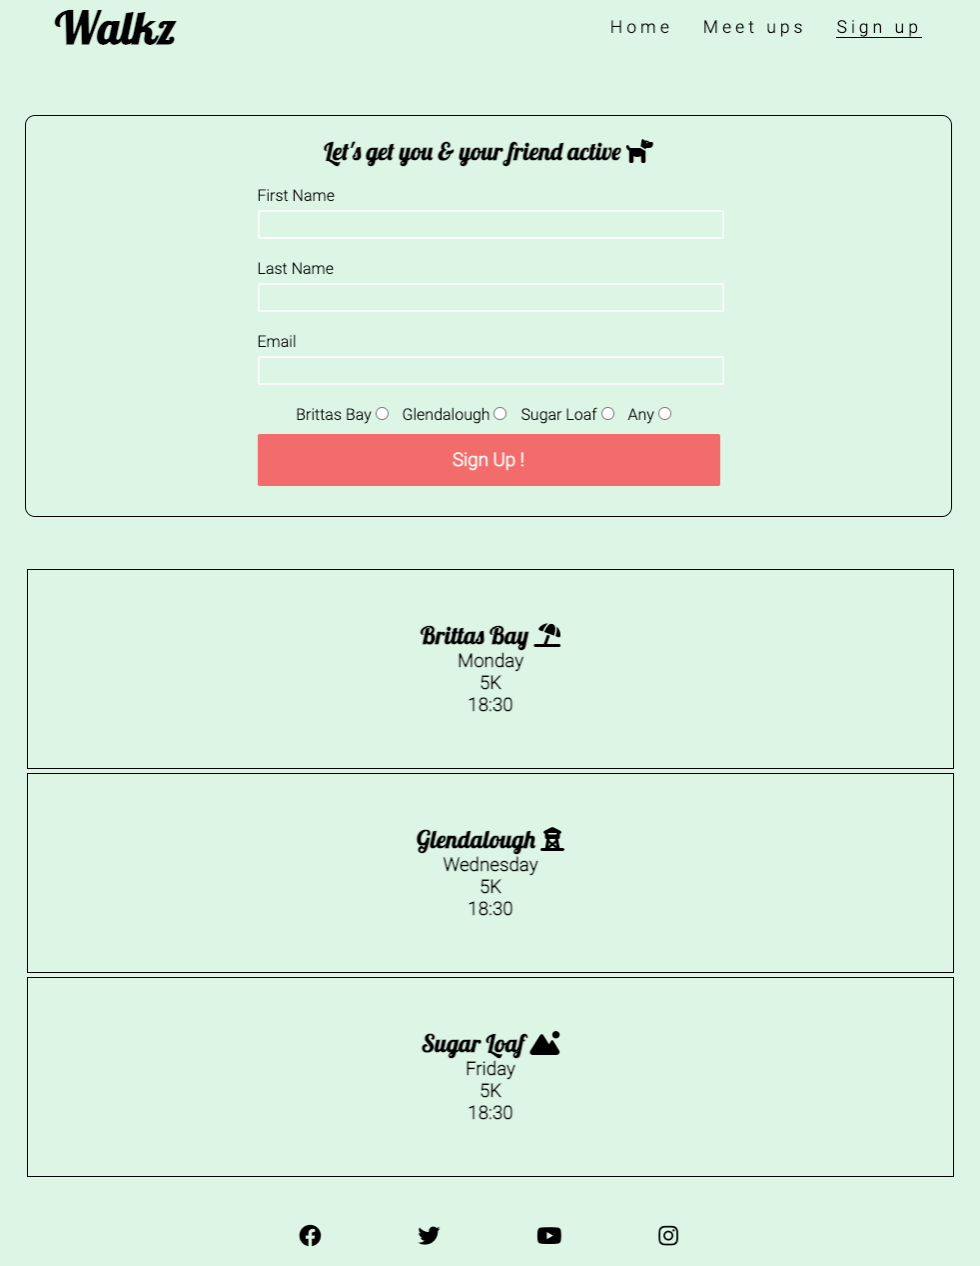 Walkz
Home Meet ups Sign up
Let's get you & your friend active
First Name
Last Name
Email
Brittas Bay Glendalough Sugar Loaf Any
Sign Up !
Brittas Bay
Monday
5K
18:30
Glendalough
Wednesday
5K
18:30
Sugar Loaf
Friday
5K
18:30